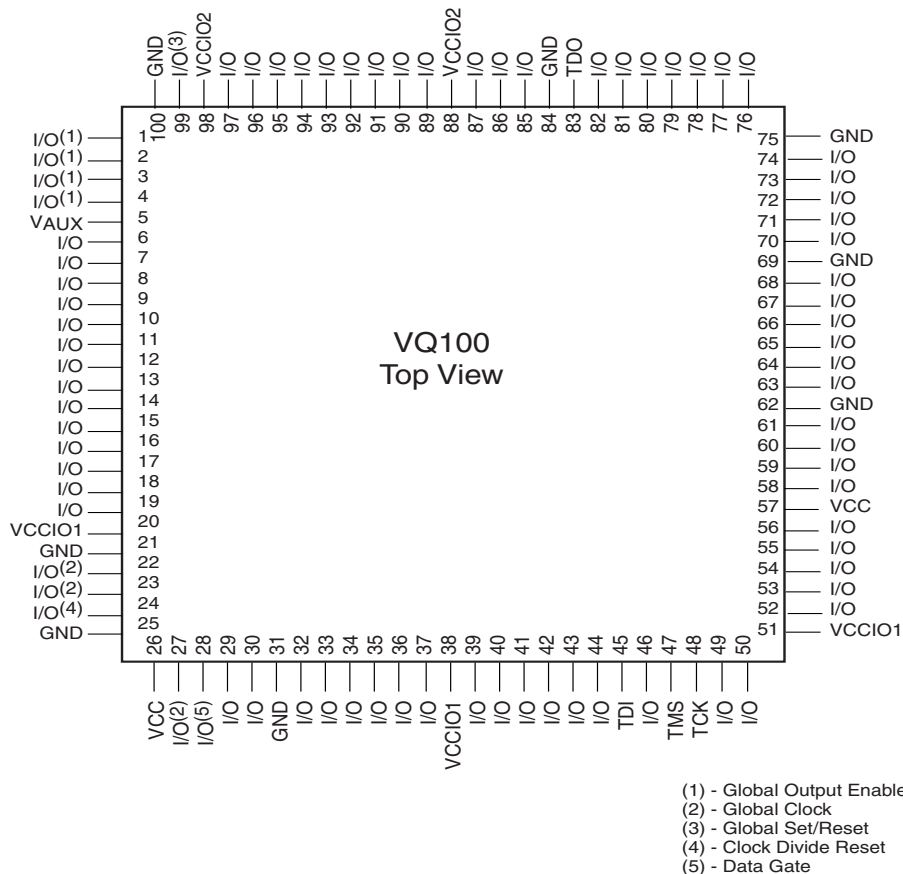 GND I/O(3) VCCIO2 I/O I/O I/O I/O I/O I/O I/O I/O I/O VCCIO2 I/O I/O I/O GND TDO I/O I/O I/O I/O I/O I/O I/O
100 99 98 97 96 95 94 93 92 91 90 89 88 87 86 85 84 83 82 81 80 79 78 77 76
I/O(1) 1
I/O(1) 2
I/O(1) 3
I/O(1) 4
VAUX 5
I/O 6
I/O 7
I/O 8
I/O 9
I/O 10
I/O 11
I/O 12
I/O 13
I/O 14
I/O 15
I/O 16
I/O 17
I/O 18
I/O 19
VCCIO1 20
GND 21
I/O(2) 22
I/O(2) 23
I/O(4) 24
GND 25
VQ100
Top View
75 GND
74 I/O
73 I/O
72 I/O
71 I/O
70 I/O
69 GND
68 I/O
67 I/O
66 I/O
65 I/O
64 I/O
63 I/O
62 GND
61 I/O
60 I/O
59 I/O
58 I/O
57 VCC
56 I/O
55 I/O
54 I/O
53 I/O
52 I/O
51 VCCIO1
26 27 28 29 30 31 32 33 34 35 36 37 38 39 40 41 42 43 44 45 46 47 48 49 50
VCC I/O(2) I/O(5) I/O I/O GND I/O I/O I/O I/O I/O I/O VCCIO1 I/O I/O I/O I/O I/O I/O TDI I/O TMS TCK I/O I/O
(1) - Global Output Enable
(2) - Global Clock
(3) - Global Set/Reset
(4) - Clock Divide Reset
(5) - Data Gate